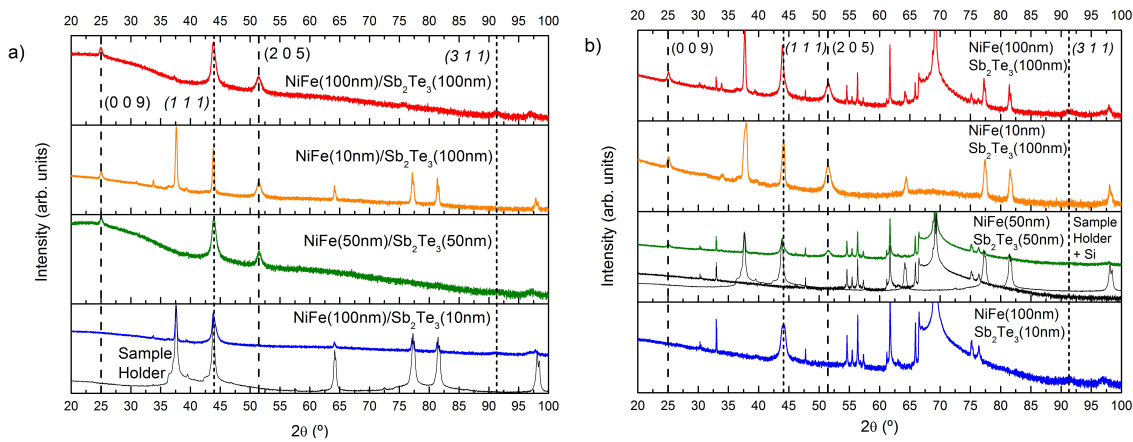 a)
(2 0 5)
(3 1 1)
NiFe(100nm)/Sb₂Te₃(100nm)
(0 0 9)
(1 1 1)
NiFe(10nm)/Sb₂Te₃(100nm)
NiFe(50nm)/Sb₂Te₃(50nm)
NiFe(100nm)/Sb₂Te₃(10nm)
Sample
Holder
Intensity (arb. units)
20 25 30 35 40 45 50 55 60 65 70 75 80 85 90 95 100
20 25 30 35 40 45 50 55 60 65 70 75 80 85 90 95 100
2θ (º)
b)
(0 0 9)
(1 1 1)
(2 0 5)
NiFe(100nm)
Sb₂Te₃(100nm)
(3 1 1)
NiFe(10nm)
Sb₂Te₃(100nm)
NiFe(50nm)
Sb₂Te₃(50nm)
Sample
Holder
+ Si
NiFe(100nm)
Sb₂Te₃(10nm)
Intensity (arb. units)
20 25 30 35 40 45 50 55 60 65 70 75 80 85 90 95 100
20 25 30 35 40 45 50 55 60 65 70 75 80 85 90 95 100
2θ (º)